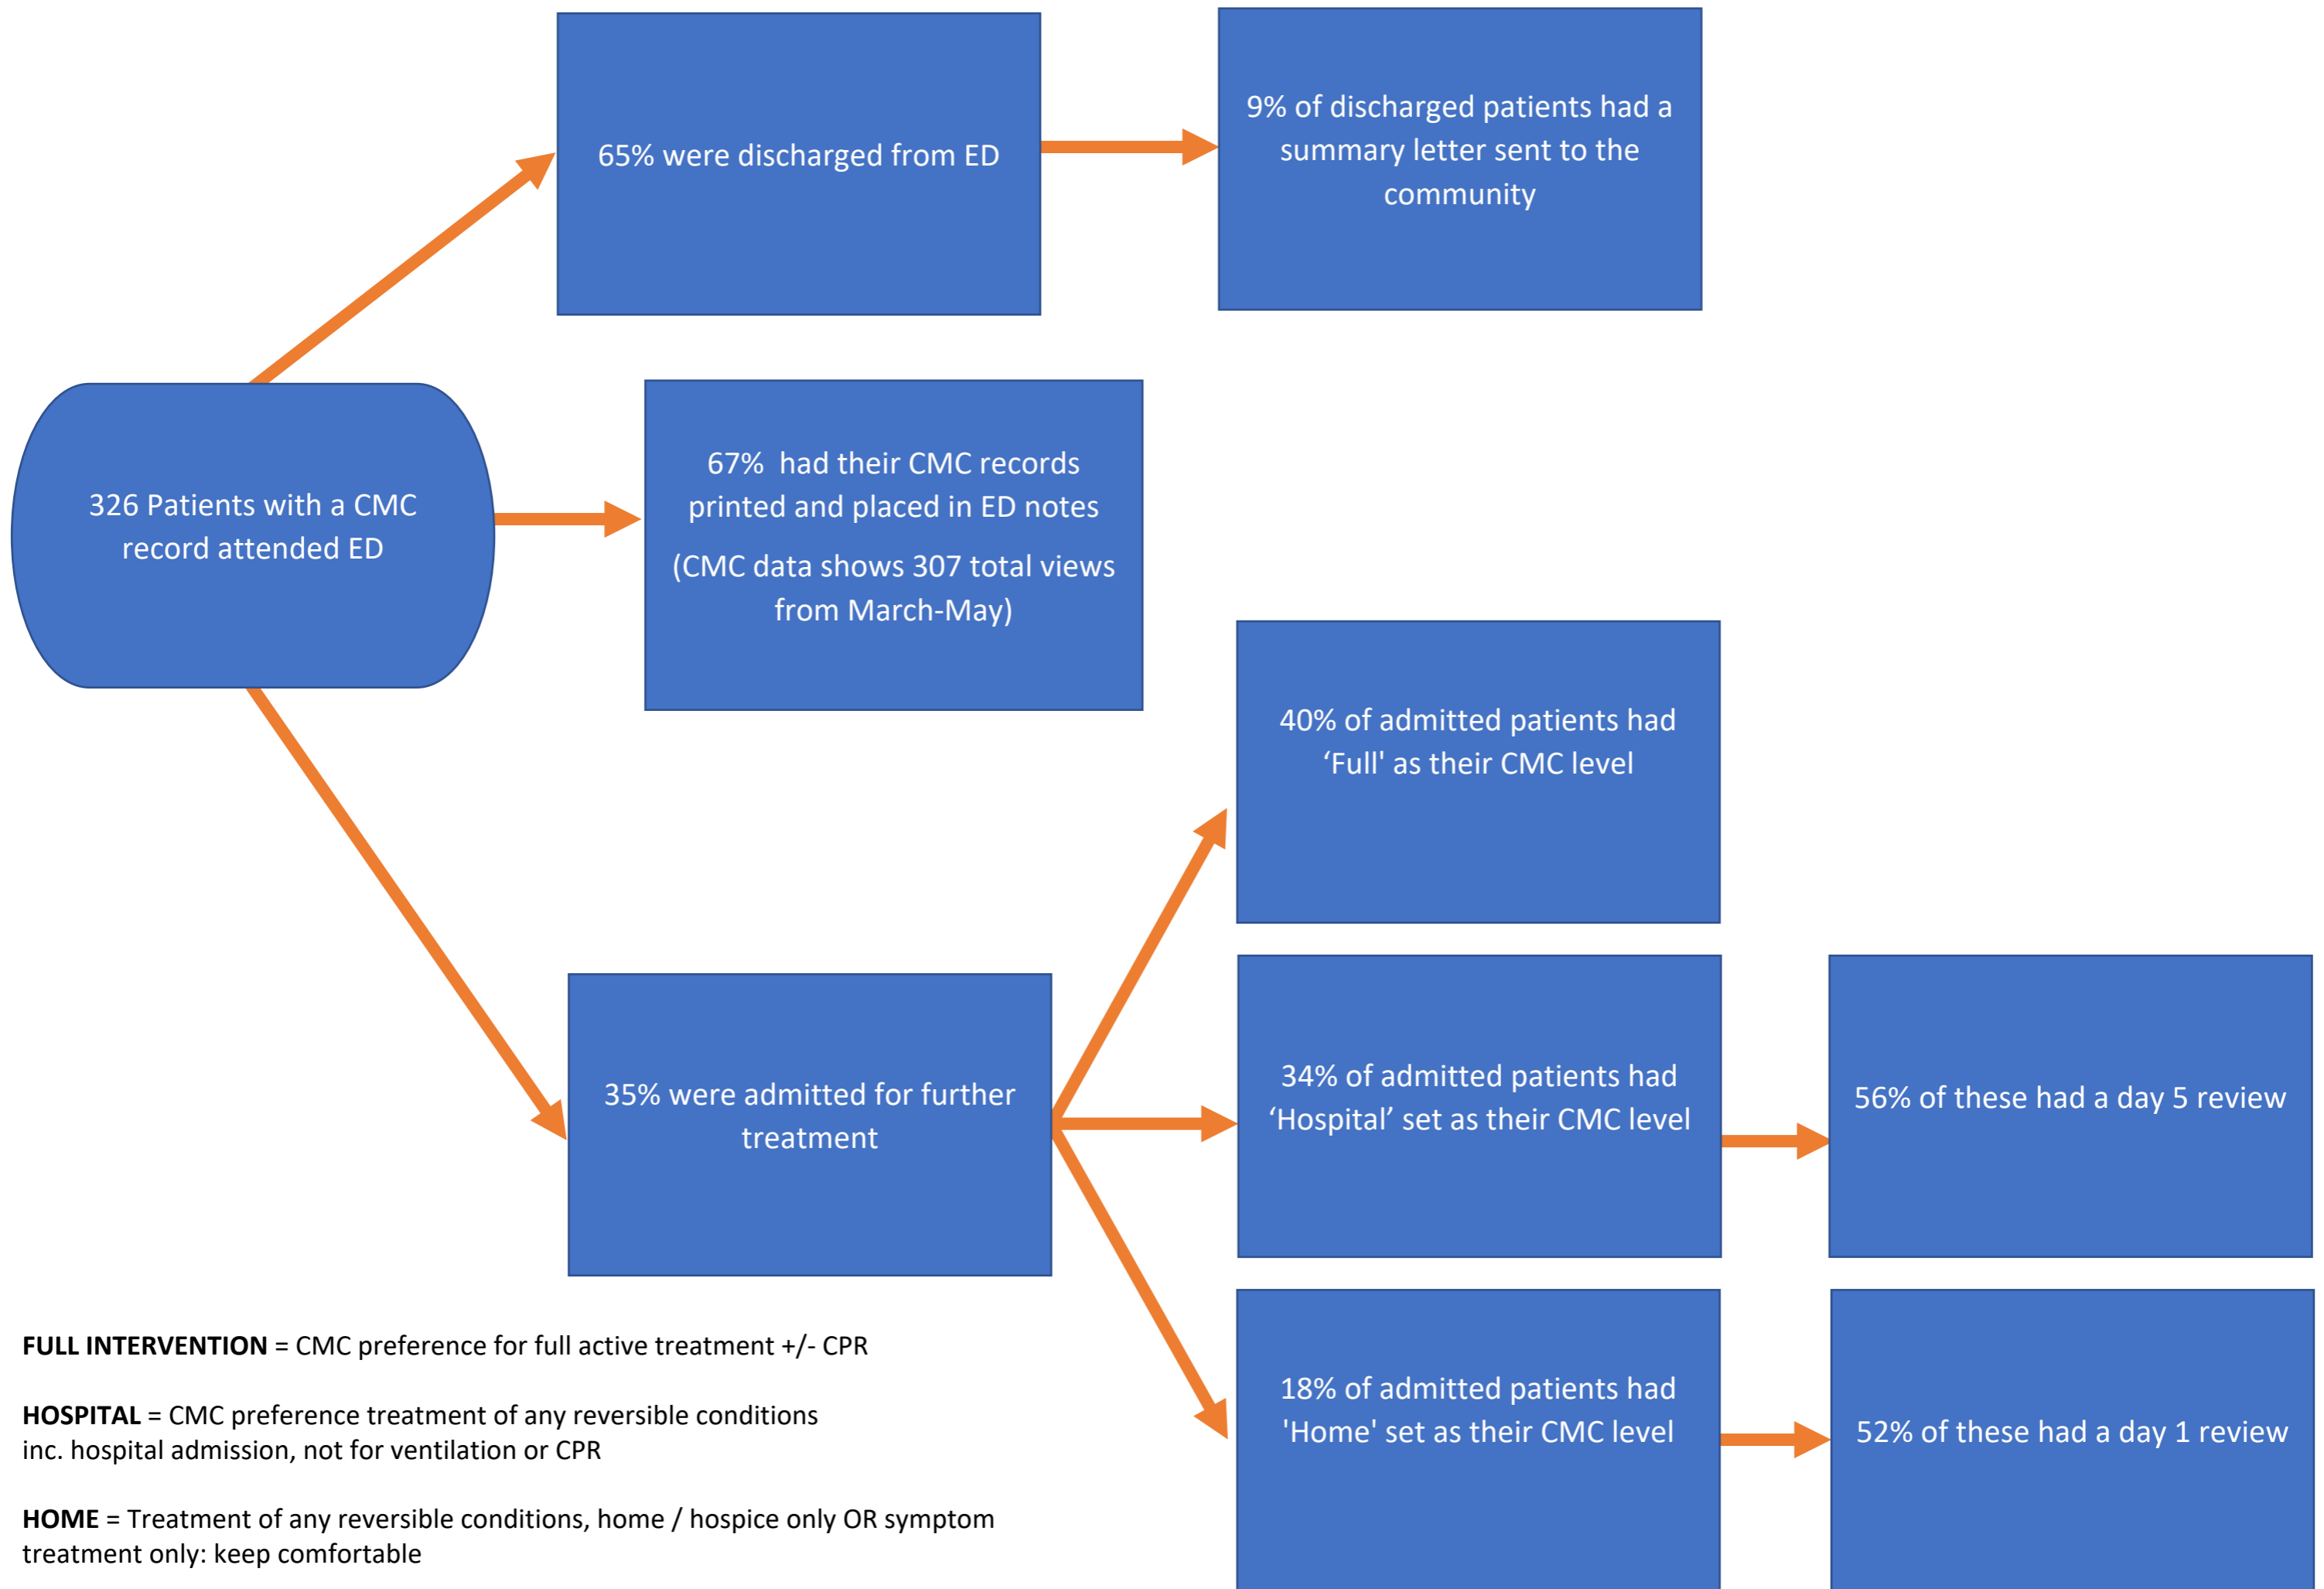 65% were discharged from ED
9% of discharged patients had a
summary letter sent to the
community
326 Patients with a CMC
record attended ED
67%  had their CMC records
printed and placed in ED notes
(CMC data shows 307 total views
from March-May)
40% of admitted patients had
‘Full' as their CMC level
35% were admitted for further
treatment
34% of admitted patients had
‘Hospital’ set as their CMC level
56% of these had a day 5 review
18% of admitted patients had
'Home' set as their CMC level
52% of these had a day 1 review
FULL INTERVENTION = CMC preference for full active treatment +/- CPR
HOSPITAL = CMC preference treatment of any reversible conditions
inc. hospital admission, not for ventilation or CPR
HOME = Treatment of any reversible conditions, home / hospice only OR symptom
treatment only: keep comfortable